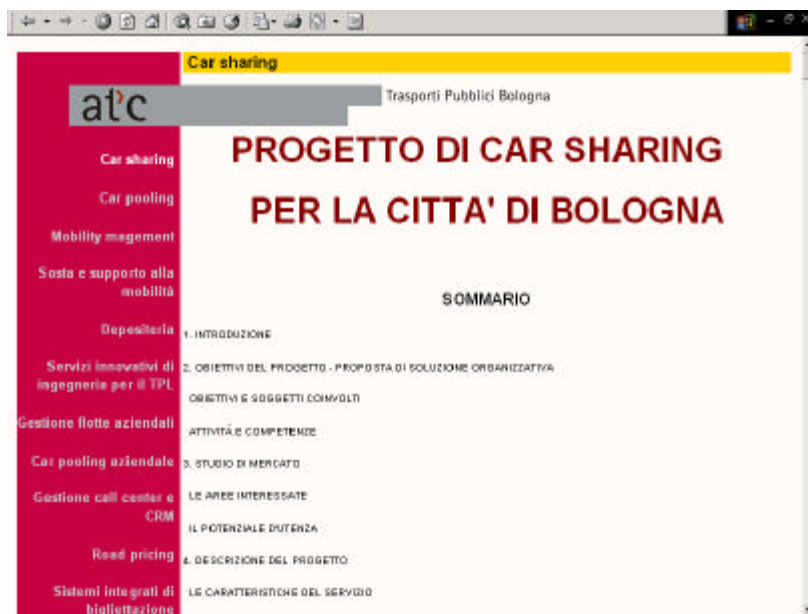 Car sharing
at'c
Trasporti Pubblici Bologna
PROGETTO DI CAR SHARING
PER LA CITTA' DI BOLOGNA
Car sharing
Car pooling
Mobility magement
Sosta e supporto alla
mobilità
Depositeria
Servizi innovativi di
ingegneria per il TPL
Gestione flotte aziendali
Car pooling aziendale
Gestione call center e
CRM
Road pricing
Sistemi integrati di
bigliettazione
SOMMARIO
1. INTRODUZIONE
2. OBIETTIVI DEL PROGETTO - PROPOSTA DI SOLUZIONE ORGANIZZATIVA
OBIETTIVI E SOGGETTI COINVOLTI
ATTIVITÀ E COMPETENZE
3. STUDIO DI MERCATO
LE AREE INTERESSATE
IL POTENZIALE D'UTENZA
4. DESCRIZIONE DEL PROGETTO
LE CARATTERISTICHE DEL SERVIZIO